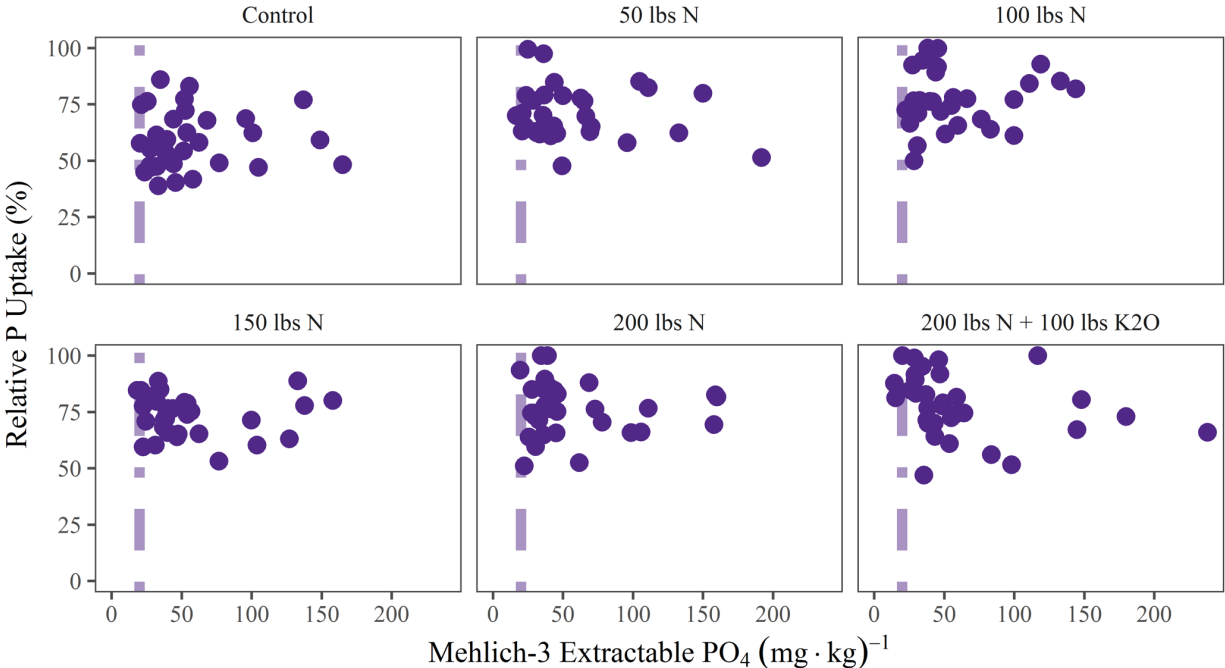 Control
50 lbs N
100 lbs N
100
75
50
25
0
150 lbs N
200 lbs N
200 lbs N + 100 lbs K2O
100
75
50
25
0
0 50 100 150 200
0 50 100 150 200
0 50 100 150 200
Relative P Uptake (%)
Mehlich-3 Extractable PO₄ (mg · kg)⁻¹